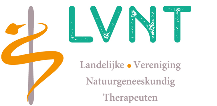 LVNT
Landelijke • Vereniging
Natuurgeneeskundig
Therapeuten